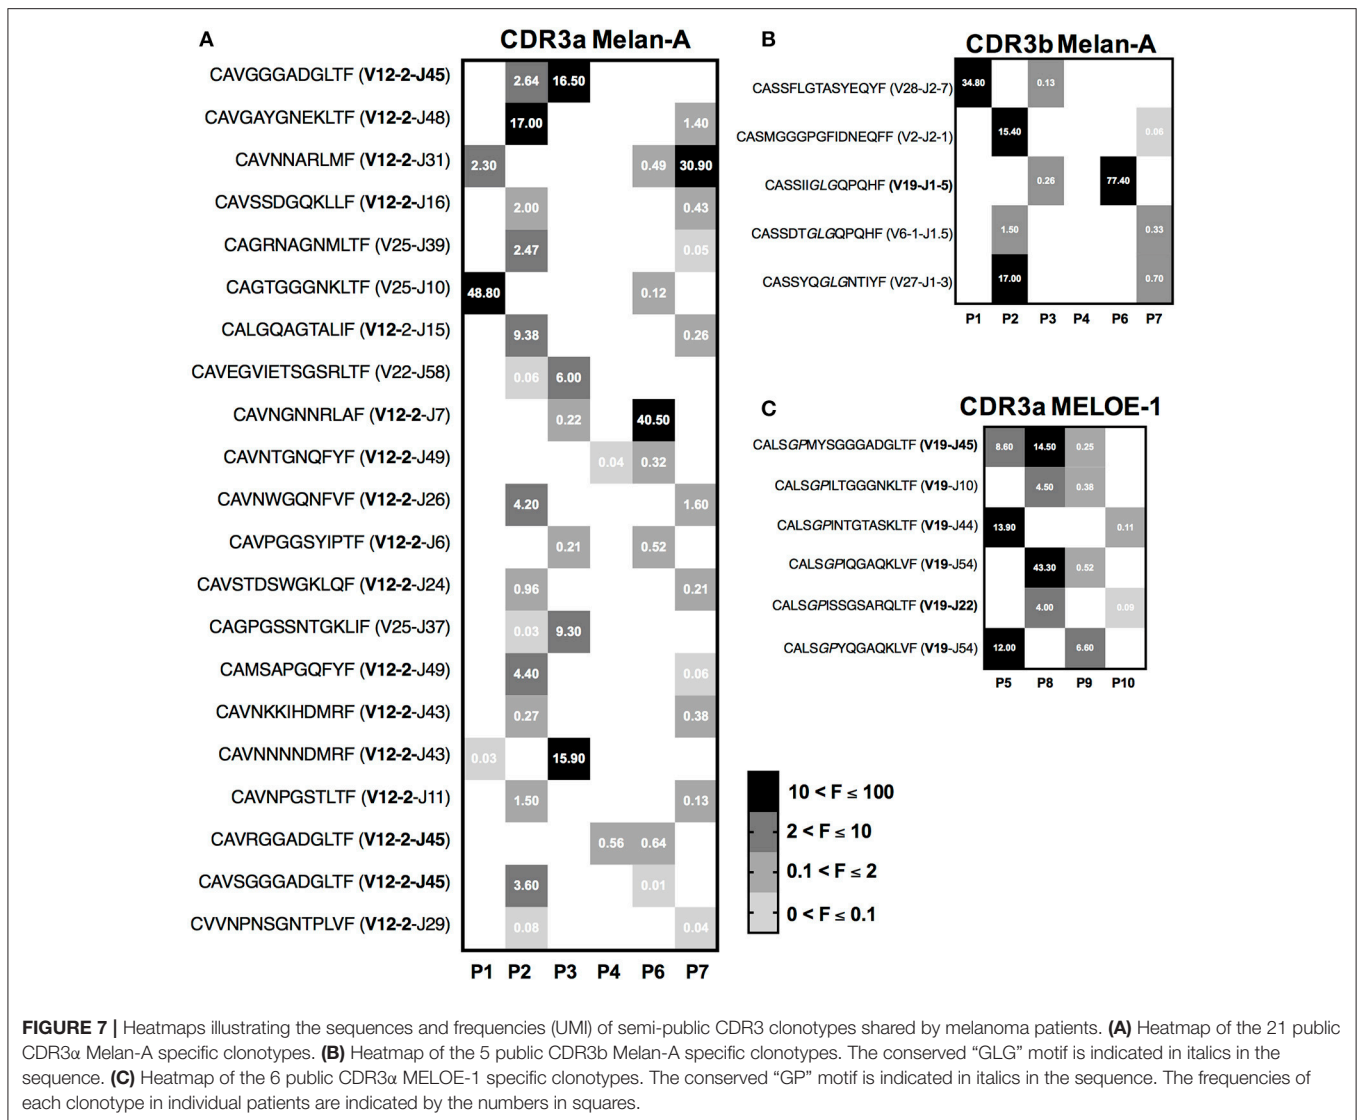 A
CDR3a Melan-A
CAVGGGADGLTF (V12-2-J45) 2.64 16.50
CAVGAYGNEKLTF (V12-2-J48) 17.00 1.40
CAVNNARLMF (V12-2-J31) 2.30 0.49 30.90
CAVSSDGQKLLF (V12-2-J16) 2.00 0.43
CAGRNAGNMLTF (V25-J39) 2.47 0.05
CAGTGGGNKLTF (V25-J10) 48.80 0.12
CALGQAGTALIF (V12-2-J15) 9.38 0.26
CAVEGVIETSGSRLTF (V22-J58) 0.06 6.00
CAVNGNNRLAF (V12-2-J7) 0.22 40.50
CAVNTGNQFYF (V12-2-J49) 0.04 0.32
CAVNWGQNFVF (V12-2-J26) 4.20 1.60
CAVPGGSYIPTF (V12-2-J6) 0.21 0.52
CAVSTDSWGKLQF (V12-2-J24) 0.96 0.21
CAGPGSSNTGKLIF (V25-J37) 0.03 9.30
CAMSAPGQFYF (V12-2-J49) 4.40 0.06
CAVNKKIHDMRF (V12-2-J43) 0.27 0.38
CAVNNNNDMRF (V12-2-J43) 0.03 15.90
CAVNPGSTLTF (V12-2-J11) 1.50 0.13
CAVRGGADGLTF (V12-2-J45) 0.56 0.64
CAVSGGGADGLTF (V12-2-J45) 3.60 0.01
CVVNPNSGNTPLVF (V12-2-J29) 0.08 0.04
P1 P2 P3 P4 P6 P7
B
CDR3b Melan-A
CASSFLGTASYEQYF (V28-J2-7) 34.80 0.13
CASMGGGPGFIDNEQFF (V2-J2-1) 15.40 0.06
CASSIIGLGQPQHF (V19-J1-5) 0.26 77.40
CASSDTGLGQPQHF (V6-1-J1.5) 1.50 0.33
CASSYQGLGNTIYF (V27-J1-3) 17.00 0.70
P1 P2 P3 P4 P6 P7
C
CDR3a MELOE-1
CALSGPMYSGGGADGLTF (V19-J45) 8.60 14.50 0.25
CALSGPILTGGGNKLTF (V19-J10) 4.50 0.38
CALSGPINTGTASKLTF (V19-J44) 13.90 0.11
CALSGPIQGAQKLVF (V19-J54) 43.30 0.52
CALSGPISSGSARQLTF (V19-J22) 4.00 0.09
CALSGPYQGAQKLVF (V19-J54) 12.00 6.60
P5 P8 P9 P10
10 < F ≤ 100
2 < F ≤ 10
0.1 < F ≤ 2
0 < F ≤ 0.1
FIGURE 7 | Heatmaps illustrating the sequences and frequencies (UMI) of semi-public CDR3 clonotypes shared by melanoma patients. (A) Heatmap of the 21 public
CDR3α Melan-A specific clonotypes. (B) Heatmap of the 5 public CDR3b Melan-A specific clonotypes. The conserved “GLG” motif is indicated in italics in the
sequence. (C) Heatmap of the 6 public CDR3α MELOE-1 specific clonotypes. The conserved “GP” motif is indicated in italics in the sequence. The frequencies of
each clonotype in individual patients are indicated by the numbers in squares.